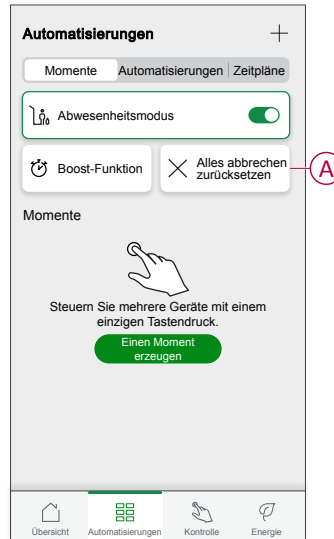 Automatisierungen
Momente Automatisierungen Zeitpläne
Abwesenheitsmodus
Boost-Funktion
Alles abbrechen
zurücksetzen
A
Momente
Steuern Sie mehrere Geräte mit einem
einzigen Tastendruck.
Einen Moment
erzeugen
Übersicht Automatisierungen Kontrolle Energie